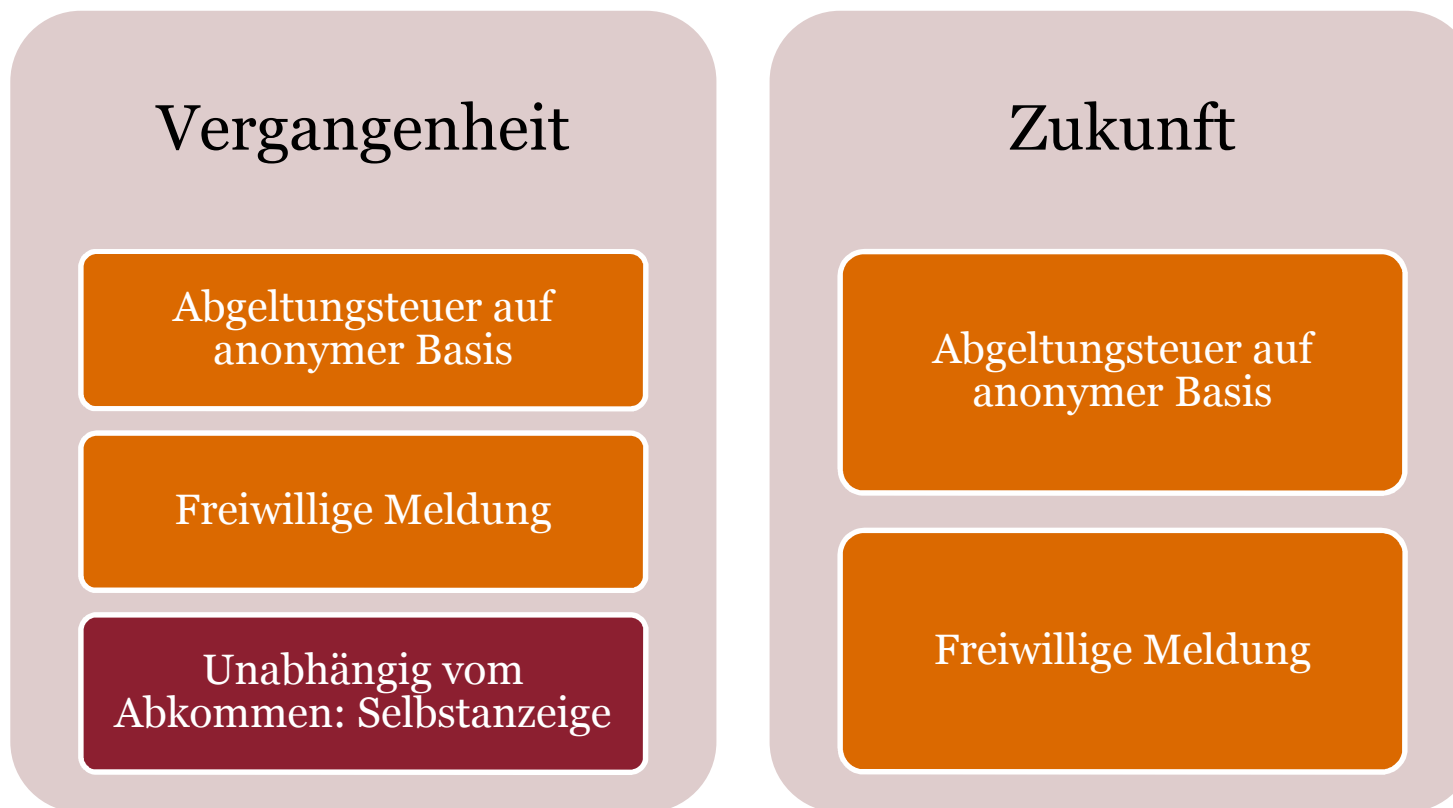 Vergangenheit
Abgeltungsteuer auf
anonymer Basis
Freiwillige Meldung
Unabhängig vom
Abkommen: Selbstanzeige
Zukunft
Abgeltungsteuer auf
anonymer Basis
Freiwillige Meldung